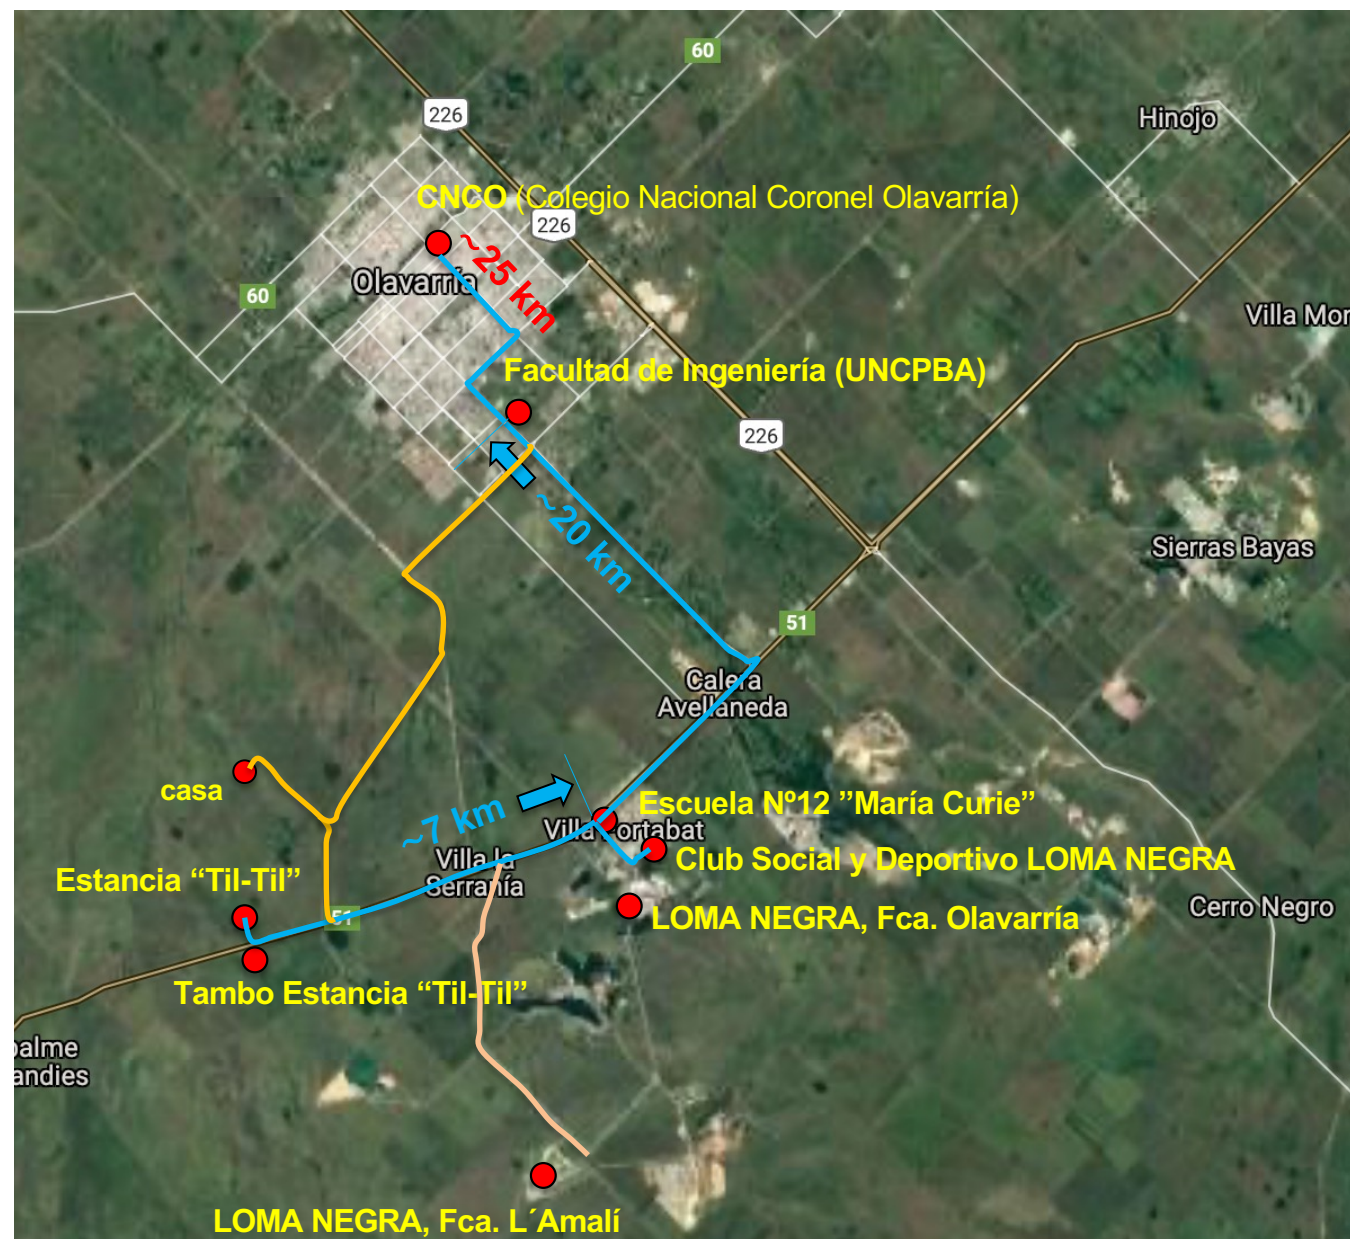 60
226
Hinojo
CNCO (Colegio Nacional Coronel Olavarría)
226
~25 km
Olavarría
60
Villa Mor
Facultad de Ingeniería (UNCPBA)
226
~20 km
Sierras Bayas
51
Calera
Avellaneda
casa
~7 km
Escuela Nº12 ”María Curie”
Villa Fortabat
Villa la
Serranía
Club Social y Deportivo LOMA NEGRA
Estancia “Til-Til”
51
LOMA NEGRA, Fca. Olavarría
Cerro Negro
Tambo Estancia “Til-Til”
palme
andies
LOMA NEGRA, Fca. L´Amalí